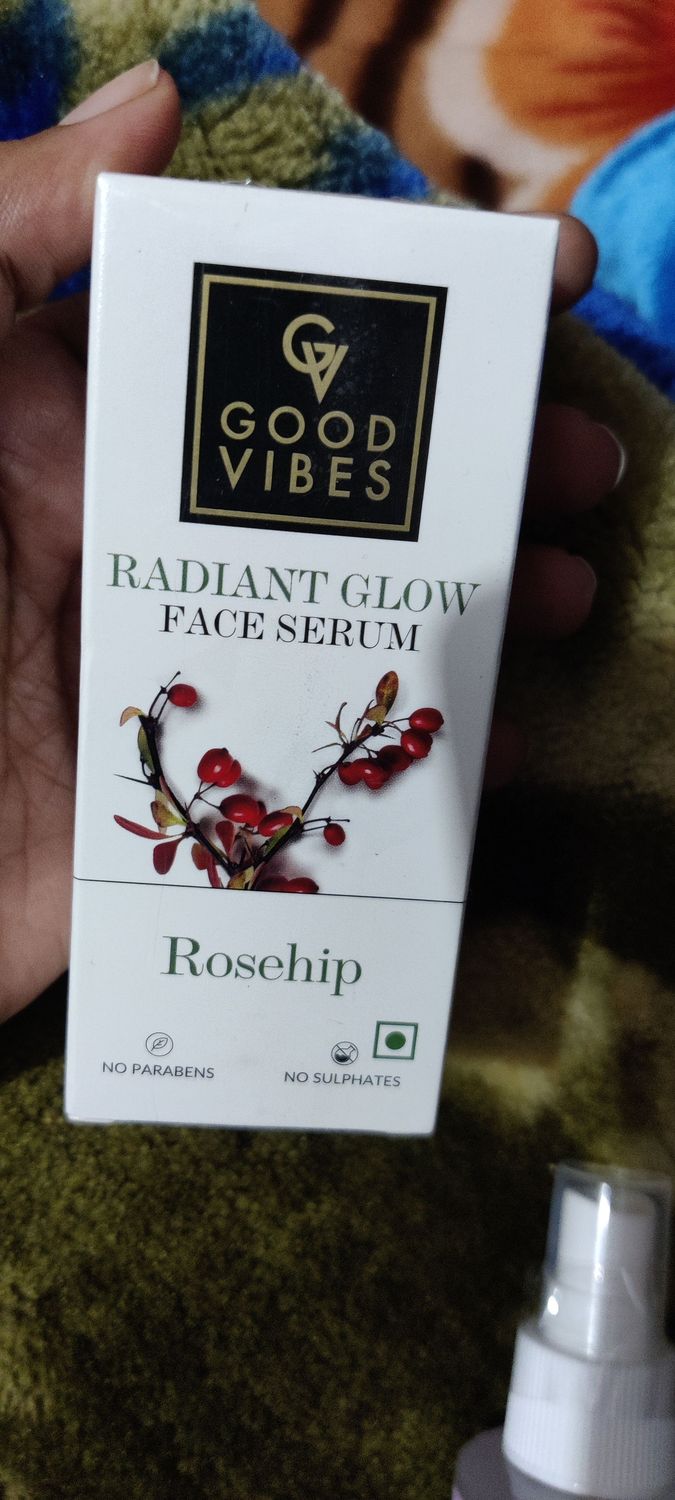 GV
GOOD
VIBES
RADIANT GLOW
FACE SERUM
Rosehip
NO PARABENS
NO SULPHATES